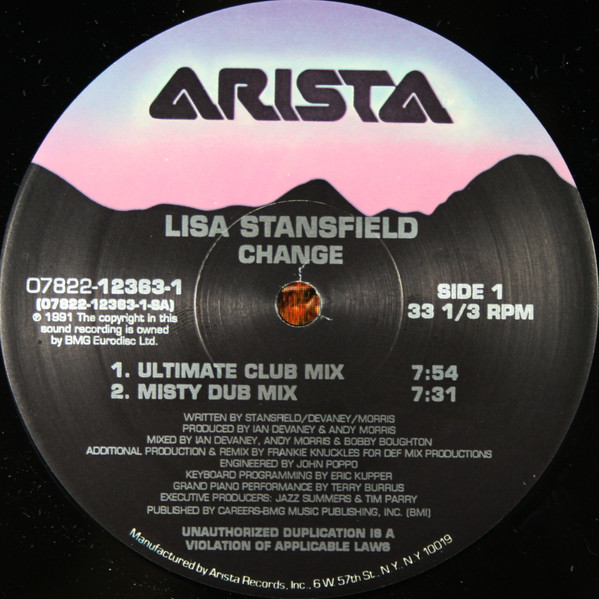 ARISTA
LISA STANSFIELD
CHANGE
07822-12363-1
(07822-12363-1-SA)
℗ 1991 The copyright in this
sound recording is owned
by BMG Eurodisc Ltd.
SIDE 1
33 1/3 RPM
1. ULTIMATE CLUB MIX 7:54
2. MISTY DUB MIX 7:31
WRITTEN BY STANSFIELD/DEVANEY/MORRIS
PRODUCED BY IAN DEVANEY & ANDY MORRIS
MIXED BY IAN DEVANEY, ANDY MORRIS & BOBBY BOUGHTON
ADDITIONAL PRODUCTION & REMIX BY FRANKIE KNUCKLES FOR DEF MIX PRODUCTIONS
ENGINEERED BY JOHN POPPO
KEYBOARD PROGRAMMING BY ERIC KUPPER
GRAND PIANO PERFORMANCE BY TERRY BURRUS
EXECUTIVE PRODUCERS: JAZZ SUMMERS & TIM PARRY
PUBLISHED BY CAREERS-BMG MUSIC PUBLISHING, INC. (BMI)
UNAUTHORIZED DUPLICATION IS A
VIOLATION OF APPLICABLE LAWS
Manufactured by Arista Records, Inc., 6 W 57th St., N.Y., N.Y 10019